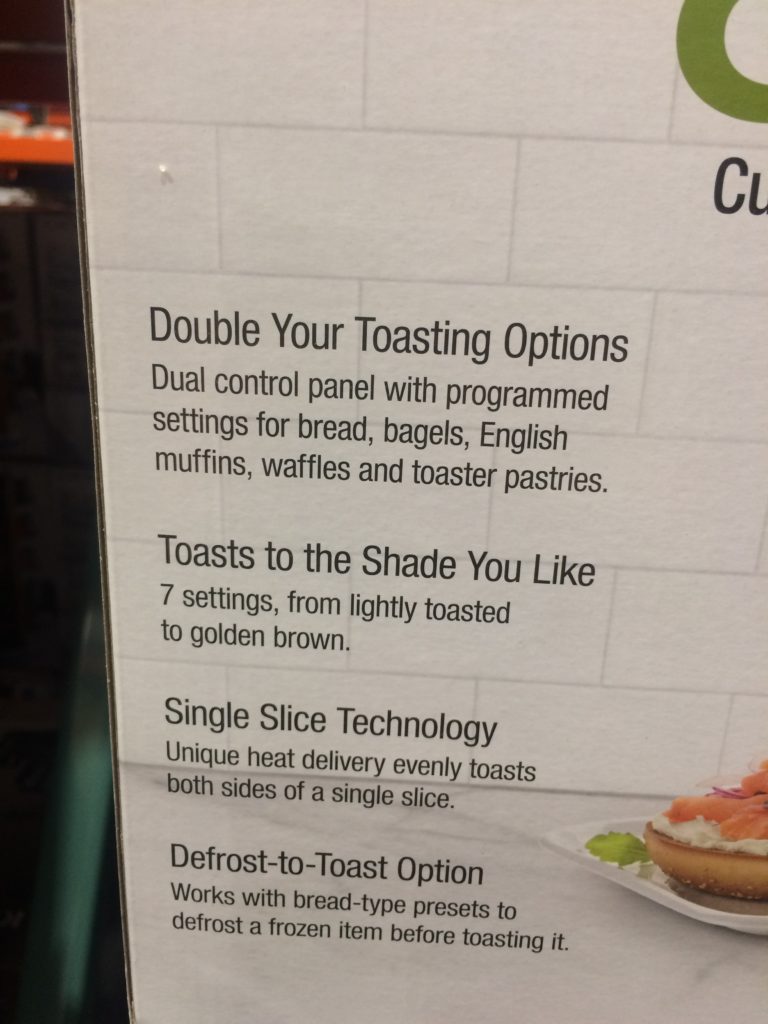 Double Your Toasting Options
Dual control panel with programmed
settings for bread, bagels, English
muffins, waffles and toaster pastries.
Toasts to the Shade You Like
7 settings, from lightly toasted
to golden brown.
Single Slice Technology
Unique heat delivery evenly toasts
both sides of a single slice.
Defrost-to-Toast Option
Works with bread-type presets to
defrost a frozen item before toasting it.